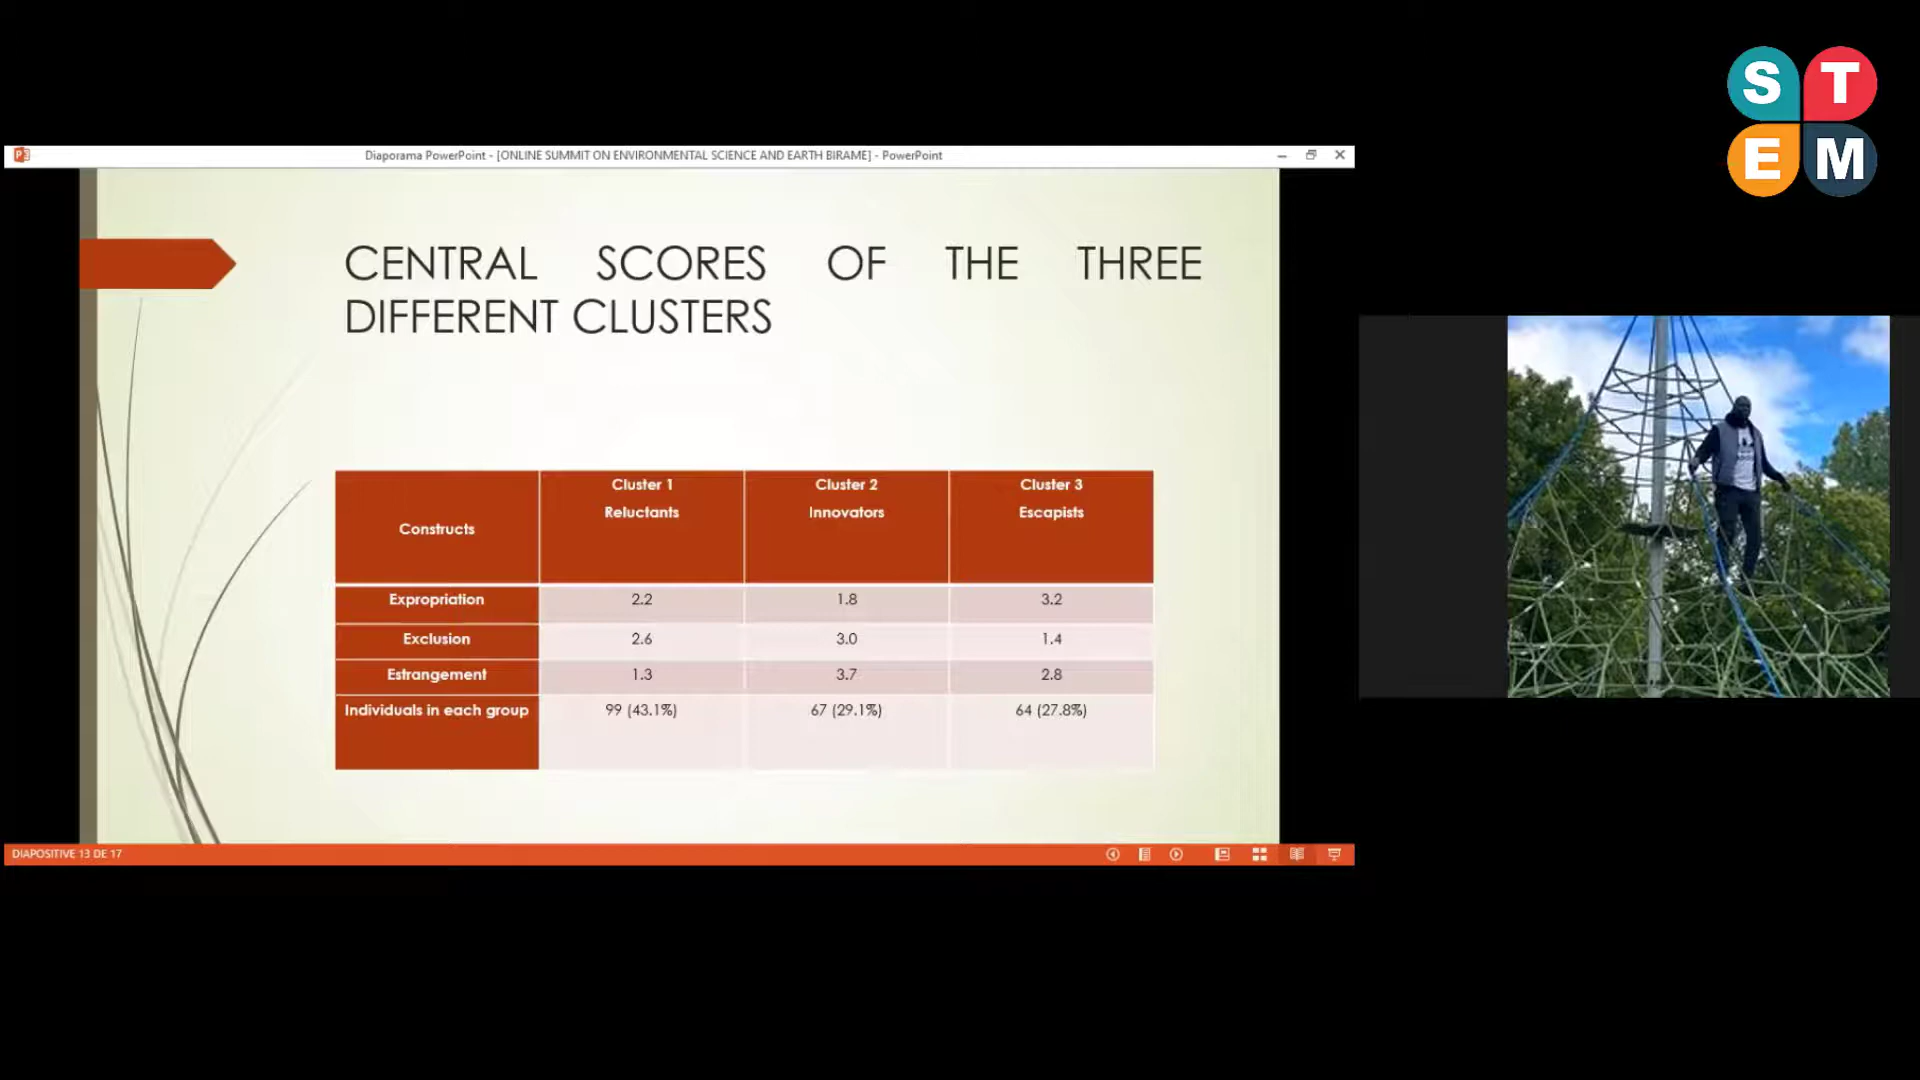 Diaporama PowerPoint - [ONLINE SUMMIT ON ENVIRONMENTAL SCIENCE AND EARTH BIRAME] - PowerPoint
S T
E M
CENTRAL SCORES OF THE THREE
DIFFERENT CLUSTERS
Constructs
Cluster 1
Reluctants
Cluster 2
Innovators
Cluster 3
Escapists
Expropriation 2.2 1.8 3.2
Exclusion 2.6 3.0 1.4
Estrangement 1.3 3.7 2.8
Individuals in each group 99 (43.1%) 67 (29.1%) 64 (27.8%)
DIAPOSITIVE 13 DE 17